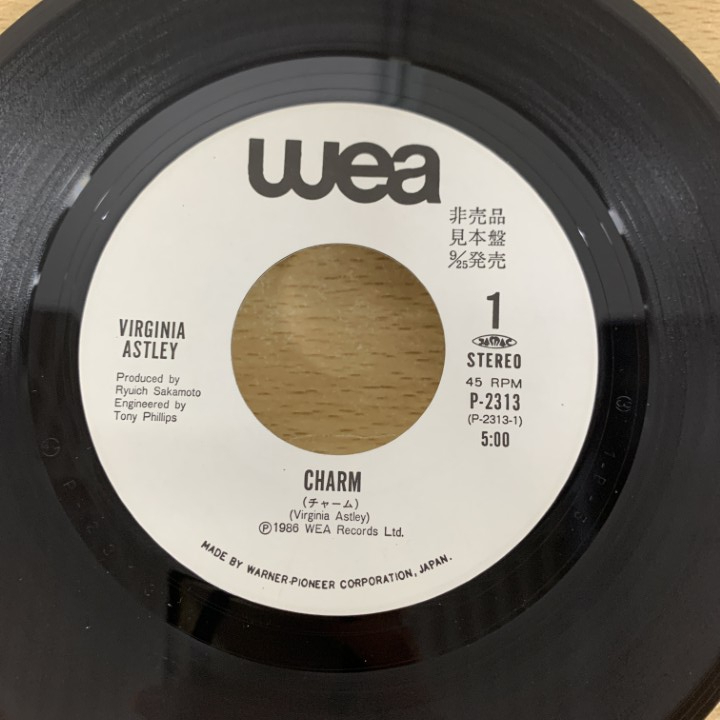 wea
非売品
見本盤
9/25発売
1
STEREO
45 RPM
P-2313
(P-2313-1)
5:00
VIRGINIA
ASTLEY
Produced by
Ryuich Sakamoto
Engineered by
Tony Phillips
CHARM
(チャーム)
(Virginia Astley)
Ⓟ1986 WEA Records Ltd.
MADE BY WARNER-PIONEER CORPORATION, JAPAN.